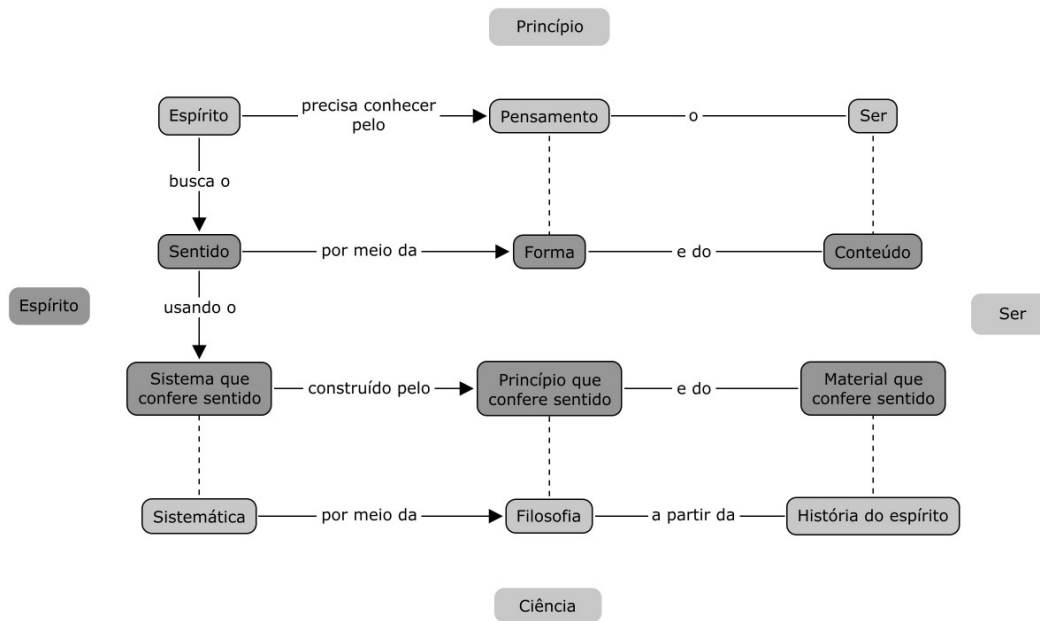 Princípio
Espírito
precisa conhecer
pelo
Pensamento
o
Ser
busca o
Sentido
por meio da
Forma
e do
Conteúdo
Espírito
usando o
Ser
Sistema que
confere sentido
construído pelo
Princípio que
confere sentido
e do
Material que
confere sentido
Sistemática
por meio da
Filosofia
a partir da
História do espírito
Ciência